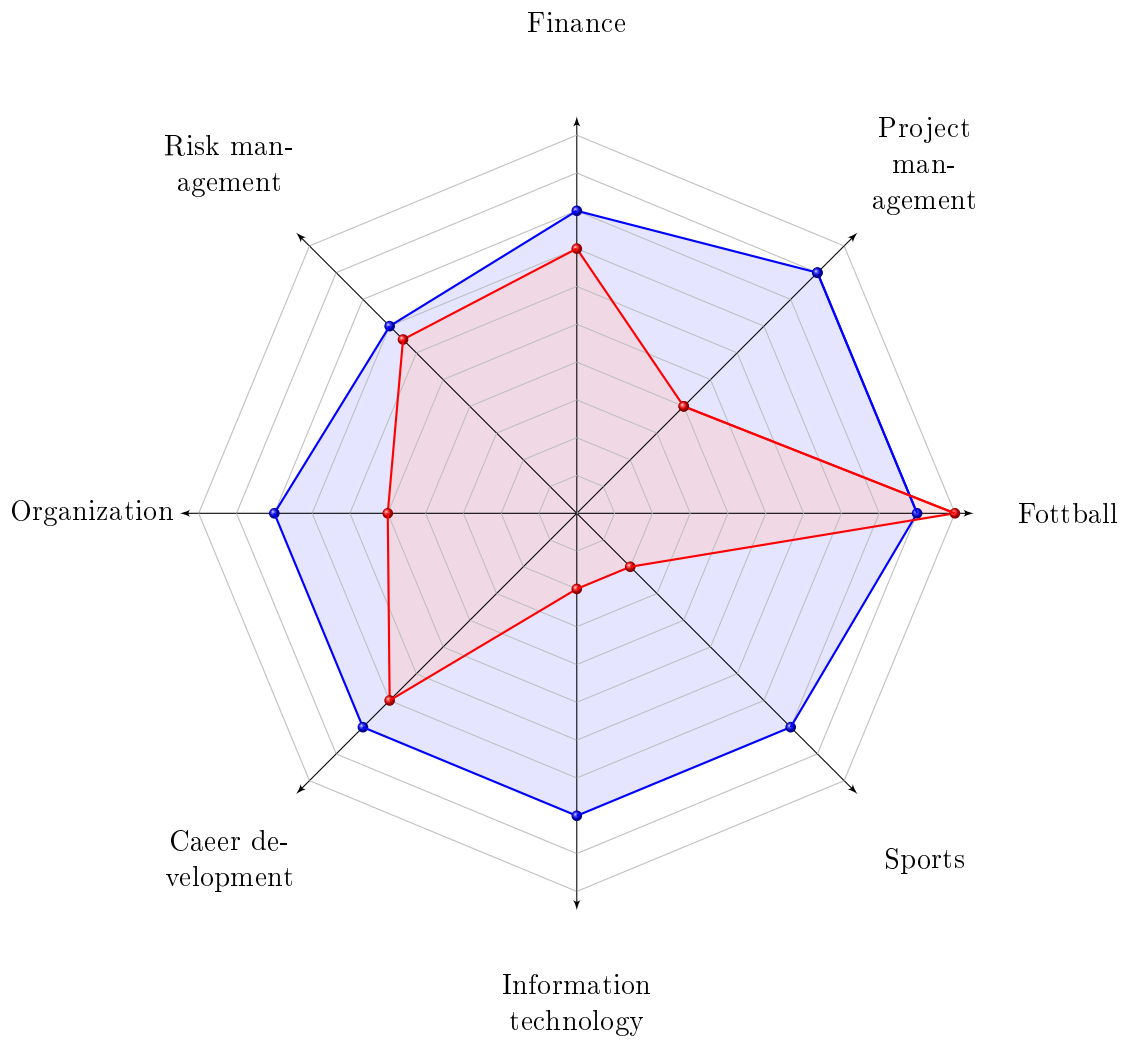 Finance
Project
man-
agement
Risk man-
agement
Organization
Fottball
Caeer de-
velopment
Sports
Information
technology